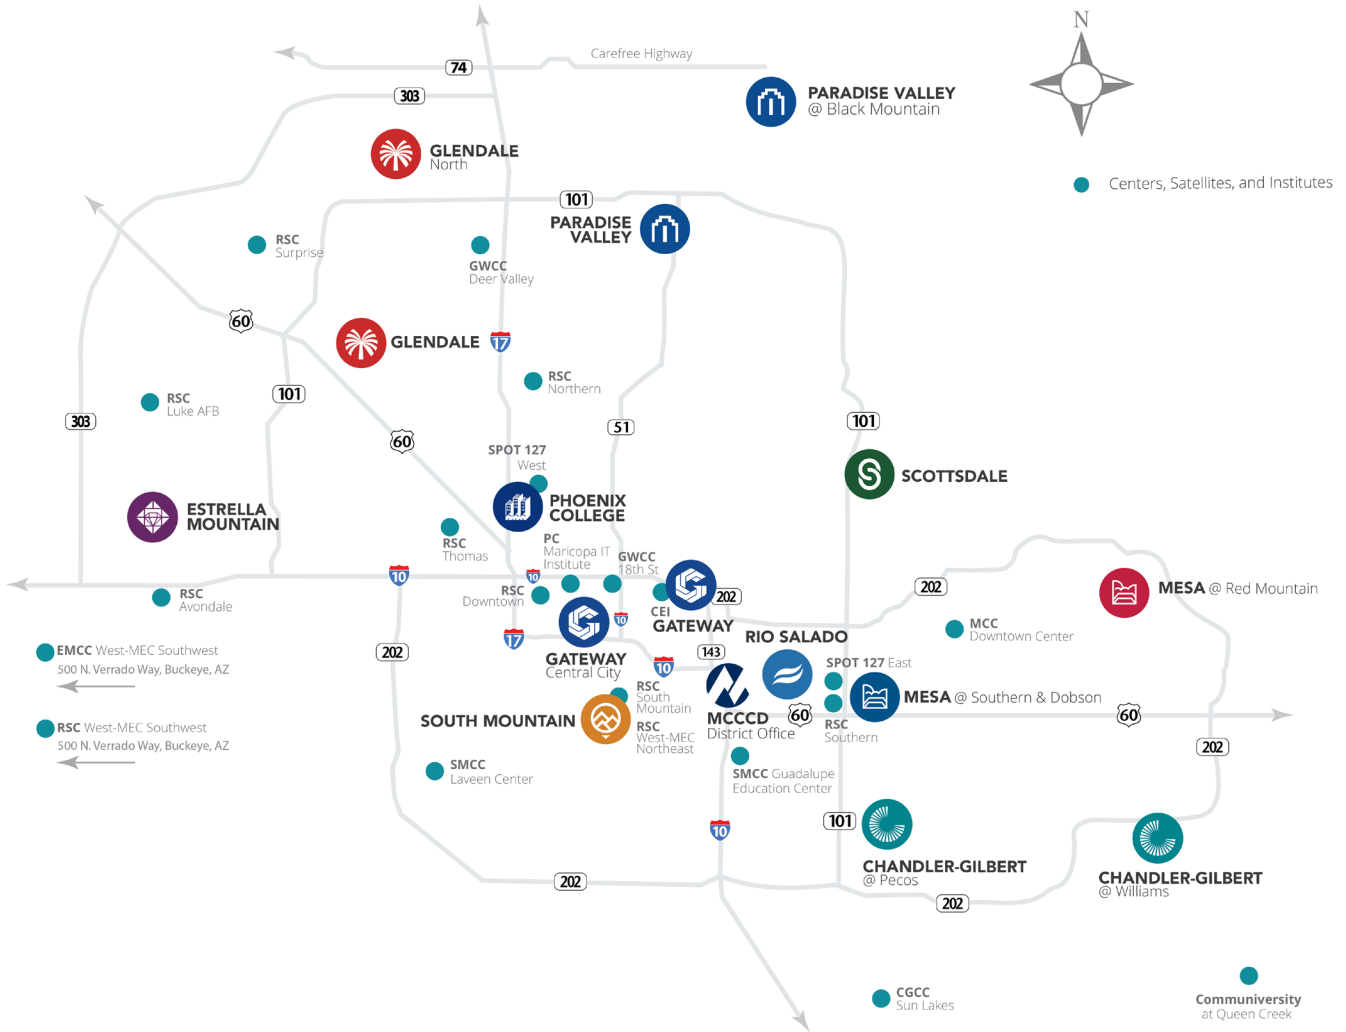 N
Carefree Highway
74
303
PARADISE VALLEY
@ Black Mountain
GLENDALE
North
Centers, Satellites, and Institutes
101
PARADISE
VALLEY
RSC
Surprise
GWCC
Deer Valley
60
GLENDALE
17
RSC
Northern
101
RSC
Luke AFB
303
60
51
101
SPOT 127
West
SCOTTSDALE
PHOENIX
COLLEGE
ESTRELLA
MOUNTAIN
RSC
Thomas
PC
Maricopa IT
Institute
GWCC
18th St
10
10
RSC
Downtown
RSC
Avondale
CEI
GATEWAY
202
202
MESA @ Red Mountain
10
17
MCC
Downtown Center
RIO SALADO
EMCC West-MEC Southwest
500 N. Verrado Way, Buckeye, AZ
202
GATEWAY
Central City
10
143
SPOT 127 East
RSC
South
Mountain
MESA @ Southern & Dobson
SOUTH MOUNTAIN
RSC
West-MEC
Northeast
MCCCD
District Office
60
60
RSC
Southern
RSC West-MEC Southwest
500 N. Verrado Way, Buckeye, AZ
202
SMCC
Laveen Center
SMCC Guadalupe
Education Center
10
101
CHANDLER-GILBERT
@ Pecos
CHANDLER-GILBERT
@ Williams
202
202
CGCC
Sun Lakes
Communiversity
at Queen Creek